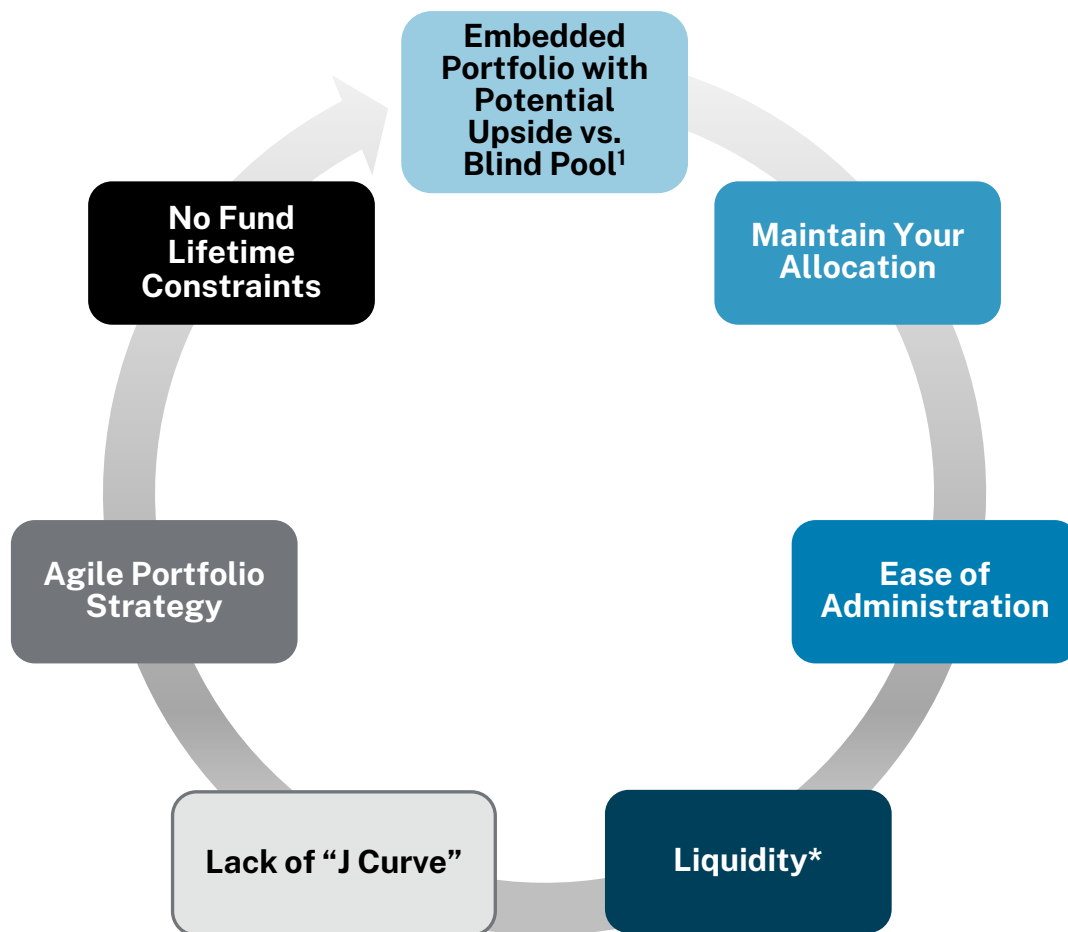 Embedded
Portfolio with
Potential
Upside vs.
Blind Pool¹
Maintain Your
Allocation
Ease of
Administration
Liquidity*
Lack of “J Curve”
Agile Portfolio
Strategy
No Fund
Lifetime
Constraints